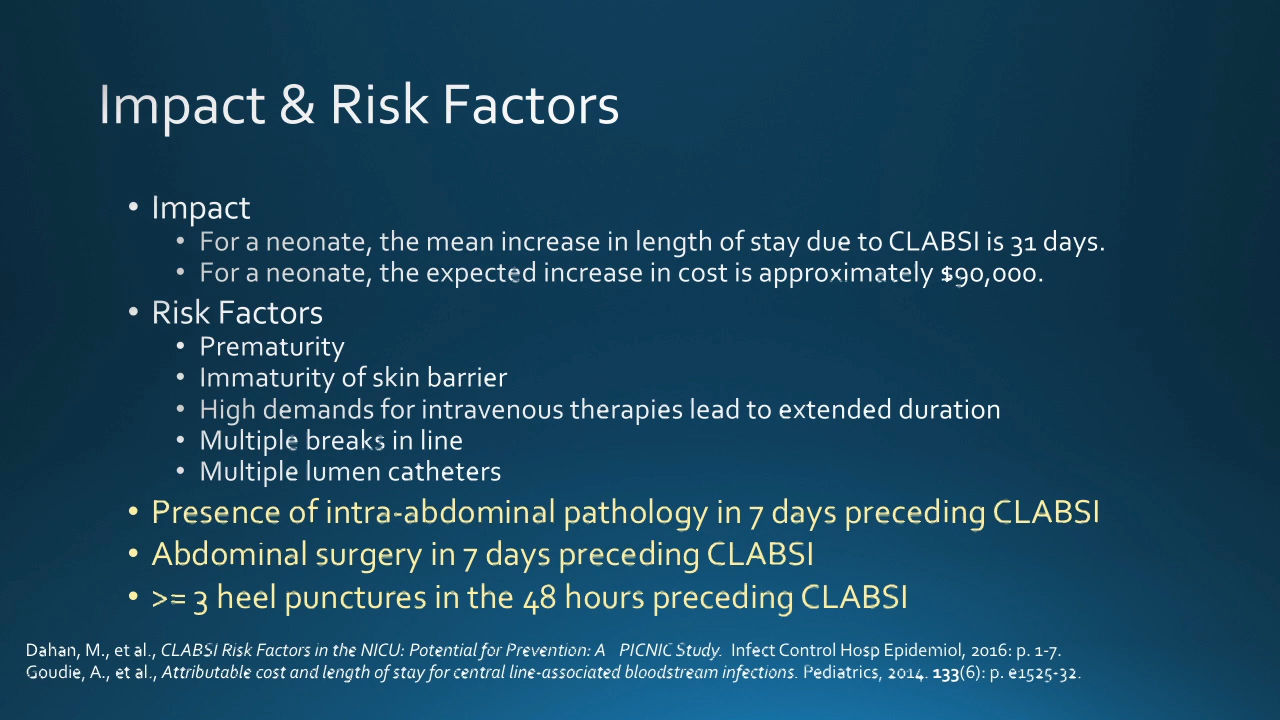 Impact & Risk Factors
• Impact
• For a neonate, the mean increase in length of stay due to CLABSI is 31 days.
• For a neonate, the expected increase in cost is approximately $90,000.
• Risk Factors
• Prematurity
• Immaturity of skin barrier
• High demands for intravenous therapies lead to extended duration
• Multiple breaks in line
• Multiple lumen catheters
• Presence of intra-abdominal pathology in 7 days preceding CLABSI
• Abdominal surgery in 7 days preceding CLABSI
• >= 3 heel punctures in the 48 hours preceding CLABSI
Dahan, M., et al., CLABSI Risk Factors in the NICU: Potential for Prevention: A PICNIC Study. Infect Control Hosp Epidemiol, 2016: p. 1-7.
Goudie, A., et al., Attributable cost and length of stay for central line-associated bloodstream infections. Pediatrics, 2014. 133(6): p. e1525-32.